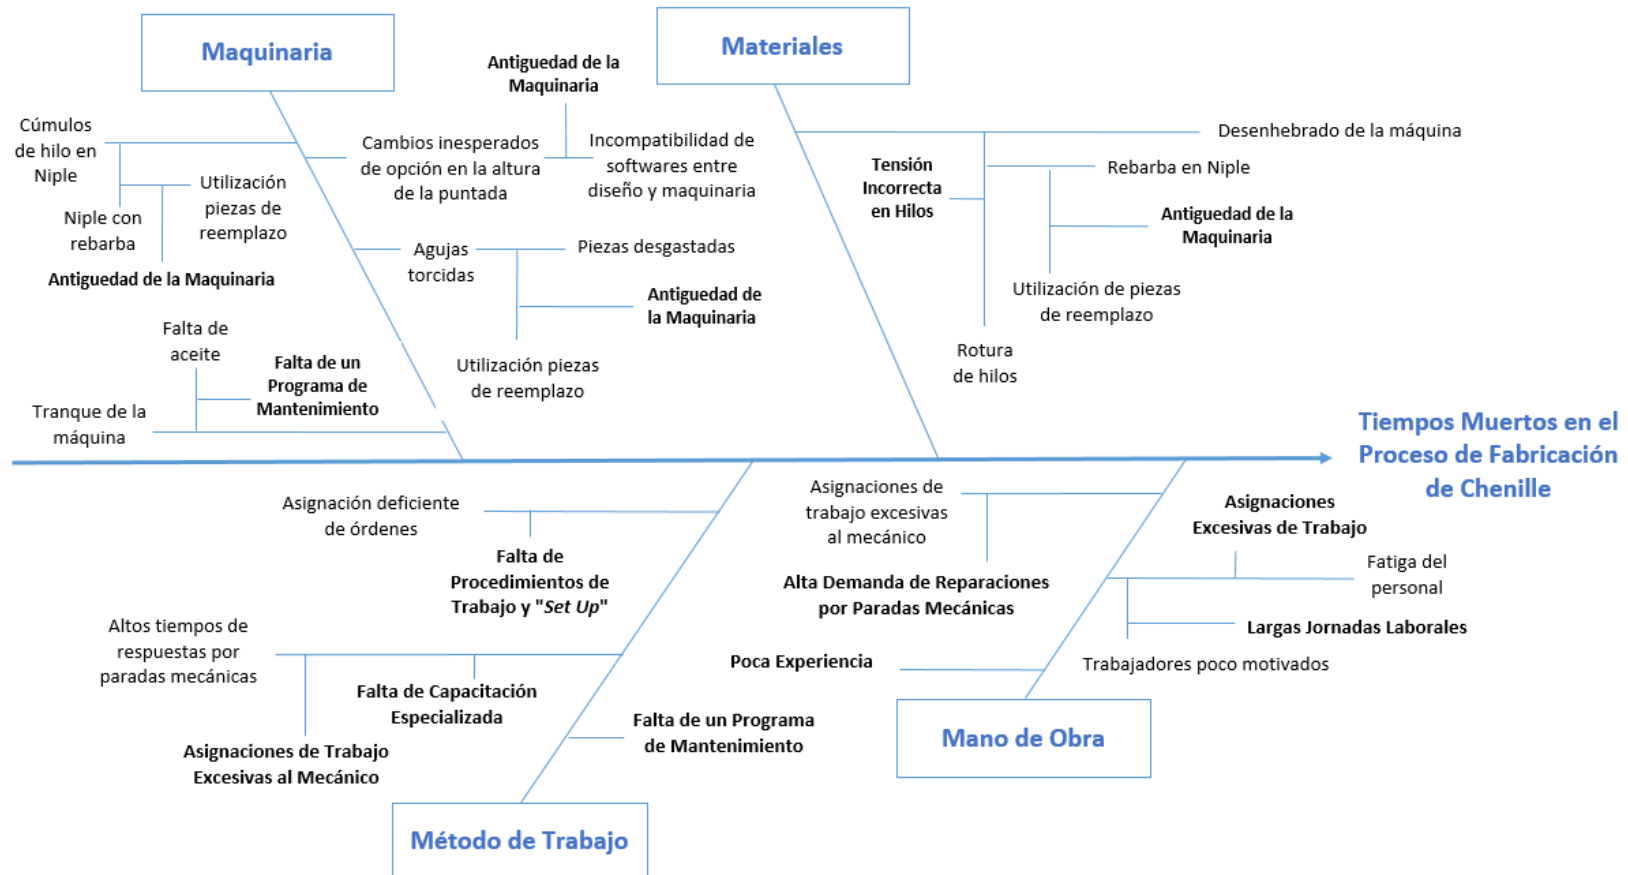 Maquinaria
Materiales
Antiguedad de la
Maquinaria
Cúmulos
de hilo en
Niple
Cambios inesperados
de opción en la altura
de la puntada
Incompatibilidad de
softwares entre
diseño y maquinaria
Desenhebrado de la máquina
Tensión
Incorrecta
en Hilos
Rebarba en Niple
Utilización
piezas de
reemplazo
Niple con
rebarba
Antiguedad de la
Maquinaria
Agujas
torcidas
Piezas desgastadas
Antiguedad de la Maquinaria
Antiguedad de
la Maquinaria
Utilización de piezas
de reemplazo
Falta de
aceite
Falta de un
Programa de
Mantenimiento
Utilización piezas
de reemplazo
Rotura
de hilos
Tranque de la
máquina
Tiempos Muertos en el
Proceso de Fabricación
de Chenille
Asignación deficiente
de órdenes
Asignaciones de
trabajo excesivas
al mecánico
Asignaciones
Excesivas de Trabajo
Falta de
Procedimientos de
Trabajo y "Set Up"
Alta Demanda de Reparaciones
por Paradas Mecánicas
Fatiga del
personal
Altos tiempos de
respuestas por
paradas mecánicas
Largas Jornadas Laborales
Poca Experiencia
Trabajadores poco motivados
Falta de Capacitación
Especializada
Falta de un Programa
de Mantenimiento
Asignaciones de Trabajo
Excesivas al Mecánico
Mano de Obra
Método de Trabajo